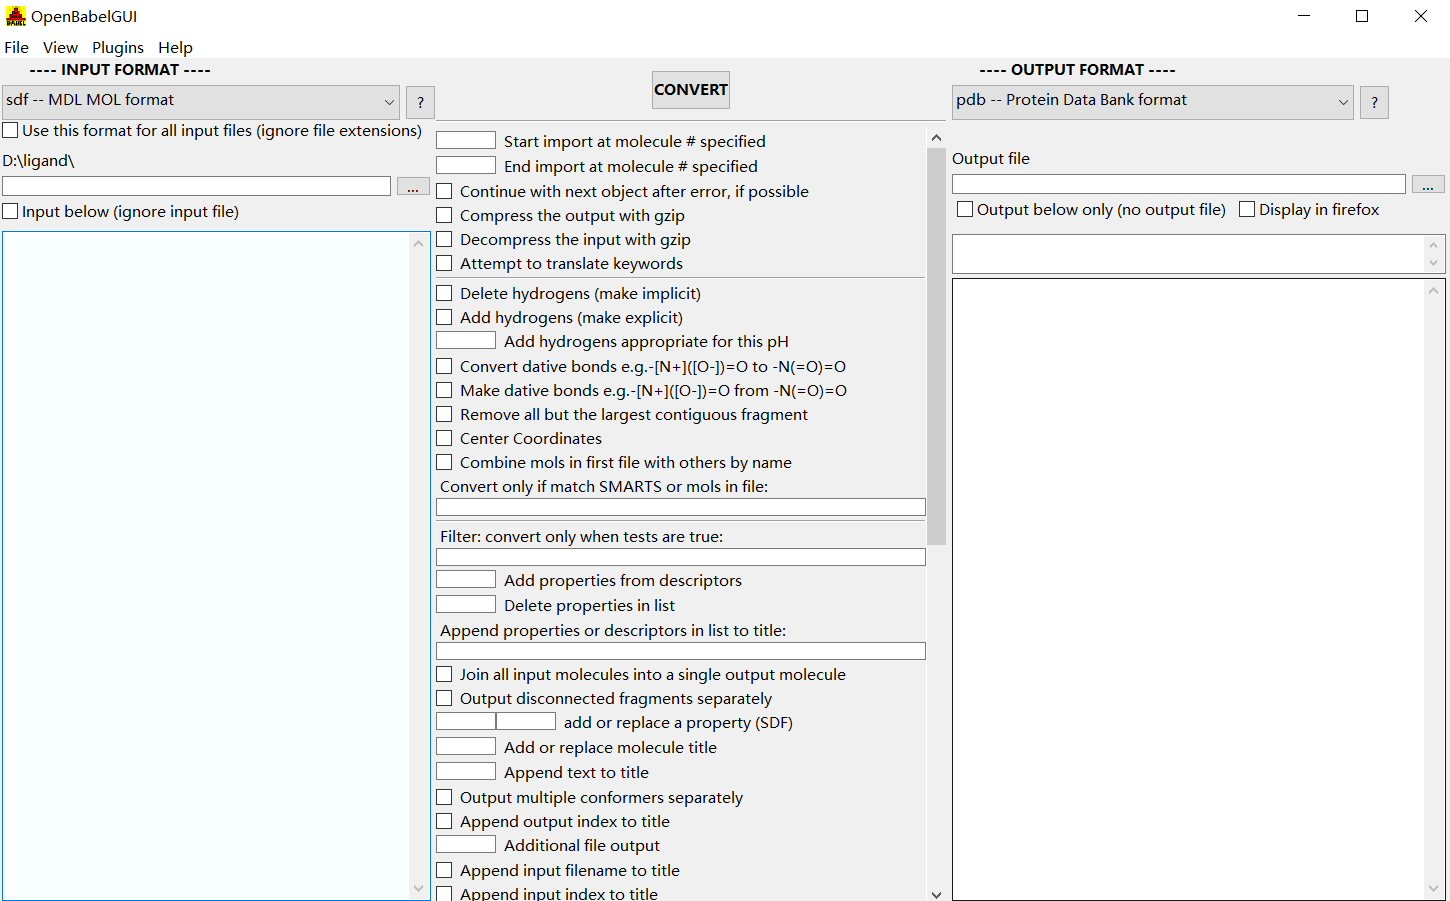 OpenBabelGUI
File View Plugins Help
---- INPUT FORMAT ----
sdf -- MDL MOL format
?
Use this format for all input files (ignore file extensions)
D:\ligand\
...
Input below (ignore input file)
CONVERT
Start import at molecule # specified
End import at molecule # specified
Continue with next object after error, if possible
Compress the output with gzip
Decompress the input with gzip
Attempt to translate keywords
Delete hydrogens (make implicit)
Add hydrogens (make explicit)
Add hydrogens appropriate for this pH
Convert dative bonds e.g.-[N+]([O-])=O to -N(=O)=O
Make dative bonds e.g.-[N+]([O-])=O from -N(=O)=O
Remove all but the largest contiguous fragment
Center Coordinates
Combine mols in first file with others by name
Convert only if match SMARTS or mols in file:
Filter: convert only when tests are true:
Add properties from descriptors
Delete properties in list
Append properties or descriptors in list to title:
Join all input molecules into a single output molecule
Output disconnected fragments separately
add or replace a property (SDF)
Add or replace molecule title
Append text to title
Output multiple conformers separately
Append output index to title
Additional file output
Append input filename to title
Append input index to title
---- OUTPUT FORMAT ----
pdb -- Protein Data Bank format
?
Output file
...
Output below only (no output file)
Display in firefox